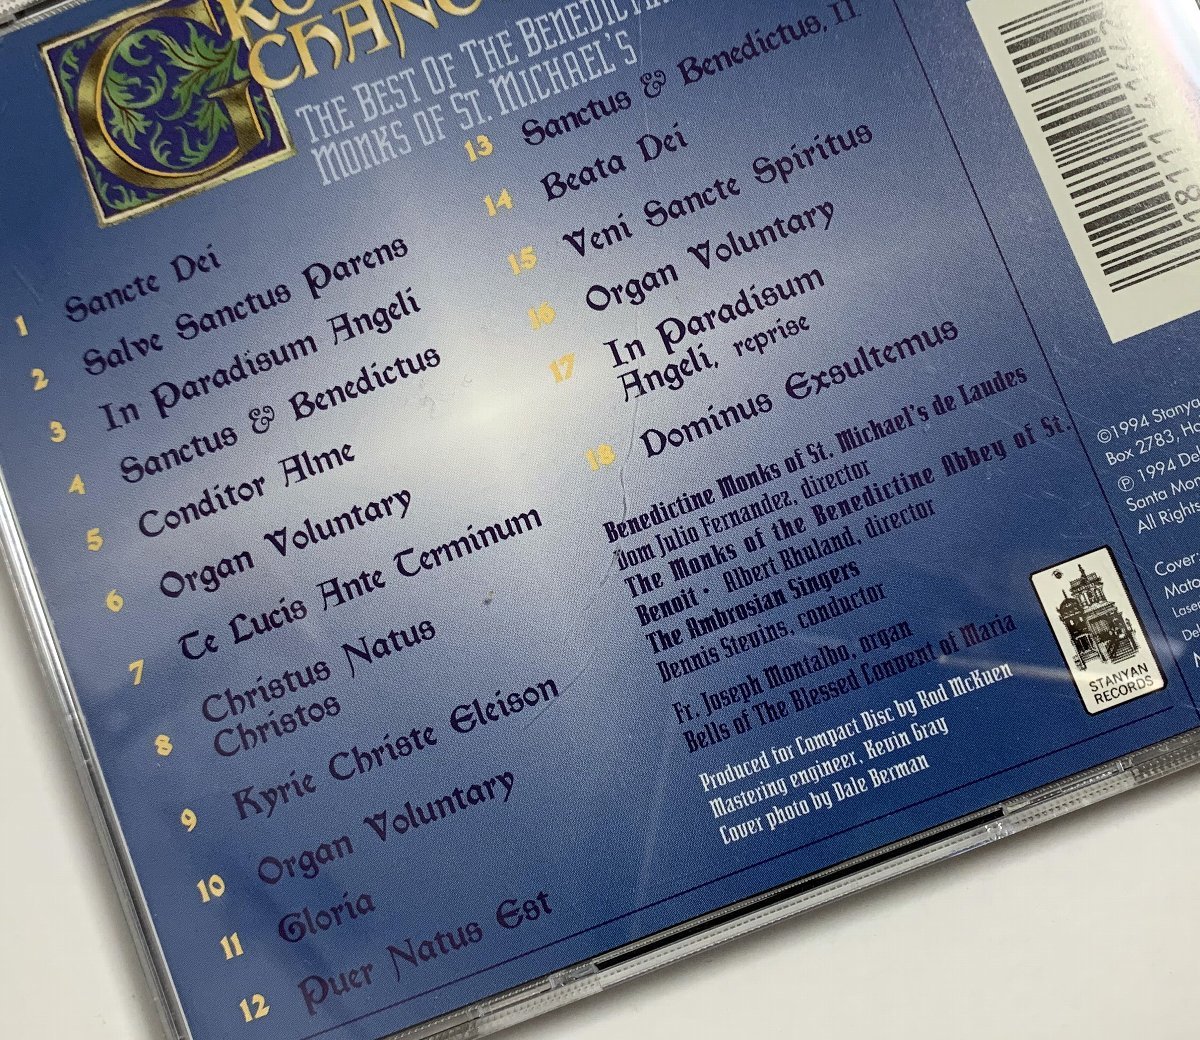 CHANT
THE BEST OF THE BENEDICTINE
MONKS OF ST. MICHAEL'S
1 Sancte Dei
2 Salve Sanctus Parens
3 In Paradisum Angeli
4 Sanctus & Benedictus
5 Conditor Alme
6 Organ Voluntary
7 Te Lucis Ante Terminum
8 Christus Natus
Christos
9 Kyrie Christe Eleison
10 Organ Voluntary
11 Gloria
12 Puer Natus Est
13 Sanctus & Benedictus, II
14 Beata Dei
15 Veni Sancte Spiritus
16 Organ Voluntary
17 In Paradisum
Angeli, reprise
18 Dominus Exsultemus
Benedictine Monks of St. Michael's de Laudes
Dom Julio Fernandez, director
The Monks of the Benedictine Abbey of St.
Benoit · Albert Rhuland, director
The Ambrosian Singers
Dennis Stevins, conductor
Fr. Joseph Montalbo, organ
Bells of The Blessed Convent of Maria
Produced for Compact Disc by Rod McKuen
Mastering engineer, Kevin Gray
Cover photo by Dale Berman
STANYAN
RECORDS
©1994 Stanya
Box 2783, Ho
℗ 1994 Del
Santa Mon
All Rights
Cover:
Mato
Laser
Del